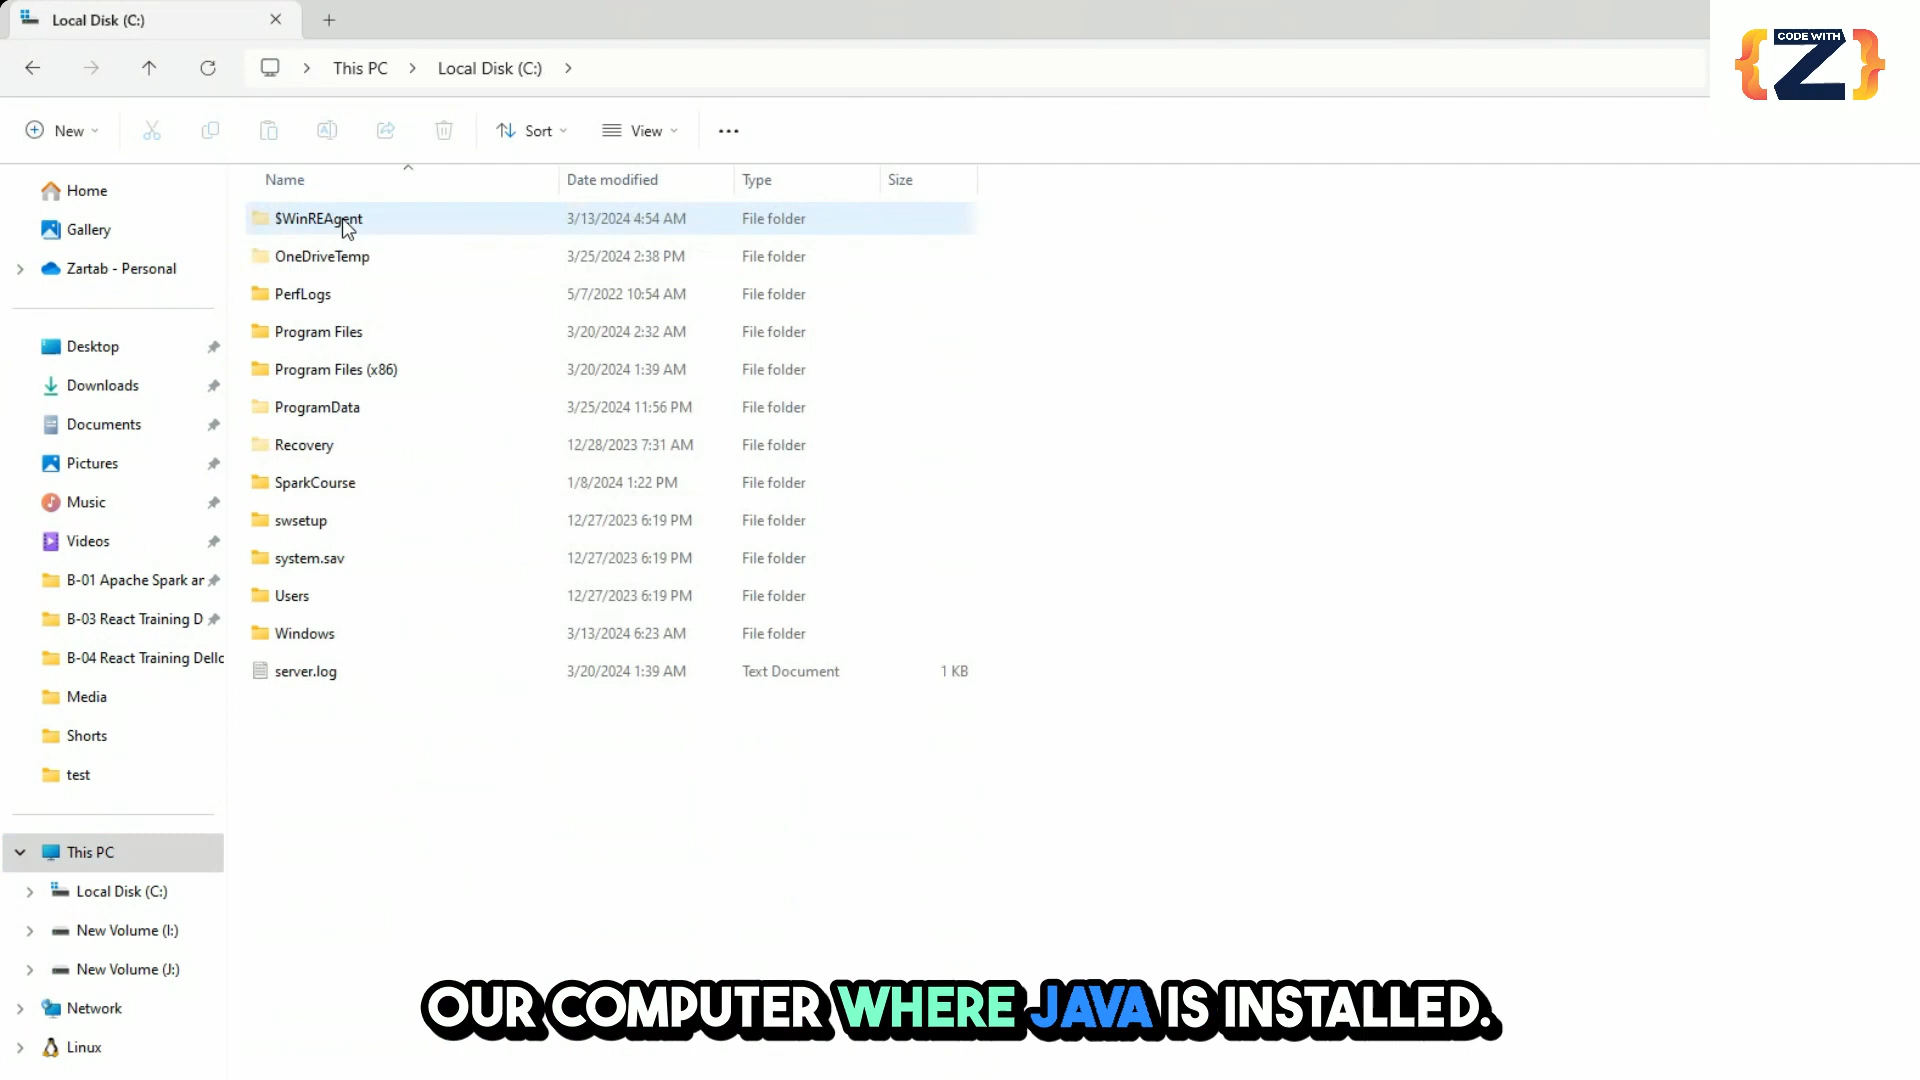 Local Disk (C:)
CODE WITH
Z
This PC
Local Disk (C:)
New
Sort
View
Name
Date modified
Type
Size
Home
Gallery
Zartab - Personal
Desktop
Downloads
Documents
Pictures
Music
Videos
B-01 Apache Spark ar
B-03 React Training D
B-04 React Training Dellc
Media
Shorts
test
This PC
Local Disk (C:)
New Volume (I:)
New Volume (J:)
Network
Linux
$WinREAgent 3/13/2024 4:54 AM File folder
OneDriveTemp 3/25/2024 2:38 PM File folder
PerfLogs 5/7/2022 10:54 AM File folder
Program Files 3/20/2024 2:32 AM File folder
Program Files (x86) 3/20/2024 1:39 AM File folder
ProgramData 3/25/2024 11:56 PM File folder
Recovery 12/28/2023 7:31 AM File folder
SparkCourse 1/8/2024 1:22 PM File folder
swsetup 12/27/2023 6:19 PM File folder
system.sav 12/27/2023 6:19 PM File folder
Users 12/27/2023 6:19 PM File folder
Windows 3/13/2024 6:23 AM File folder
server.log 3/20/2024 1:39 AM Text Document 1 KB
OUR COMPUTER WHERE JAVA IS INSTALLED.